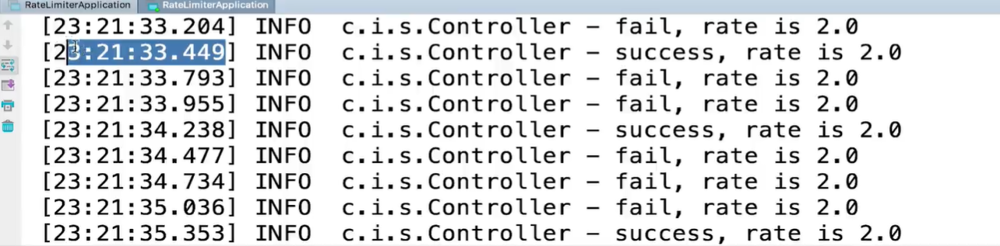 RateLimiterApplication RateLimiterApplication
[23:21:33.204] INFO c.i.s.Controller – fail, rate is 2.0
[23:21:33.449] INFO c.i.s.Controller – success, rate is 2.0
[23:21:33.793] INFO c.i.s.Controller – fail, rate is 2.0
[23:21:33.955] INFO c.i.s.Controller – fail, rate is 2.0
[23:21:34.238] INFO c.i.s.Controller – success, rate is 2.0
[23:21:34.477] INFO c.i.s.Controller – fail, rate is 2.0
[23:21:34.734] INFO c.i.s.Controller – fail, rate is 2.0
[23:21:35.036] INFO c.i.s.Controller – fail, rate is 2.0
[23:21:35.353] INFO c.i.s.Controller – success, rate is 2.0